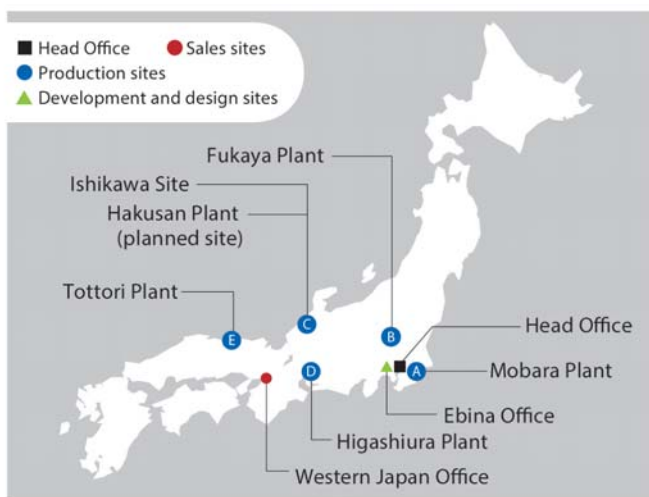 Head Office
Sales sites
Production sites
Development and design sites
Fukaya Plant
Ishikawa Site
Hakusan Plant
(planned site)
Tottori Plant
C
B
E
Head Office
D
A
Mobara Plant
Ebina Office
Higashiura Plant
Western Japan Office